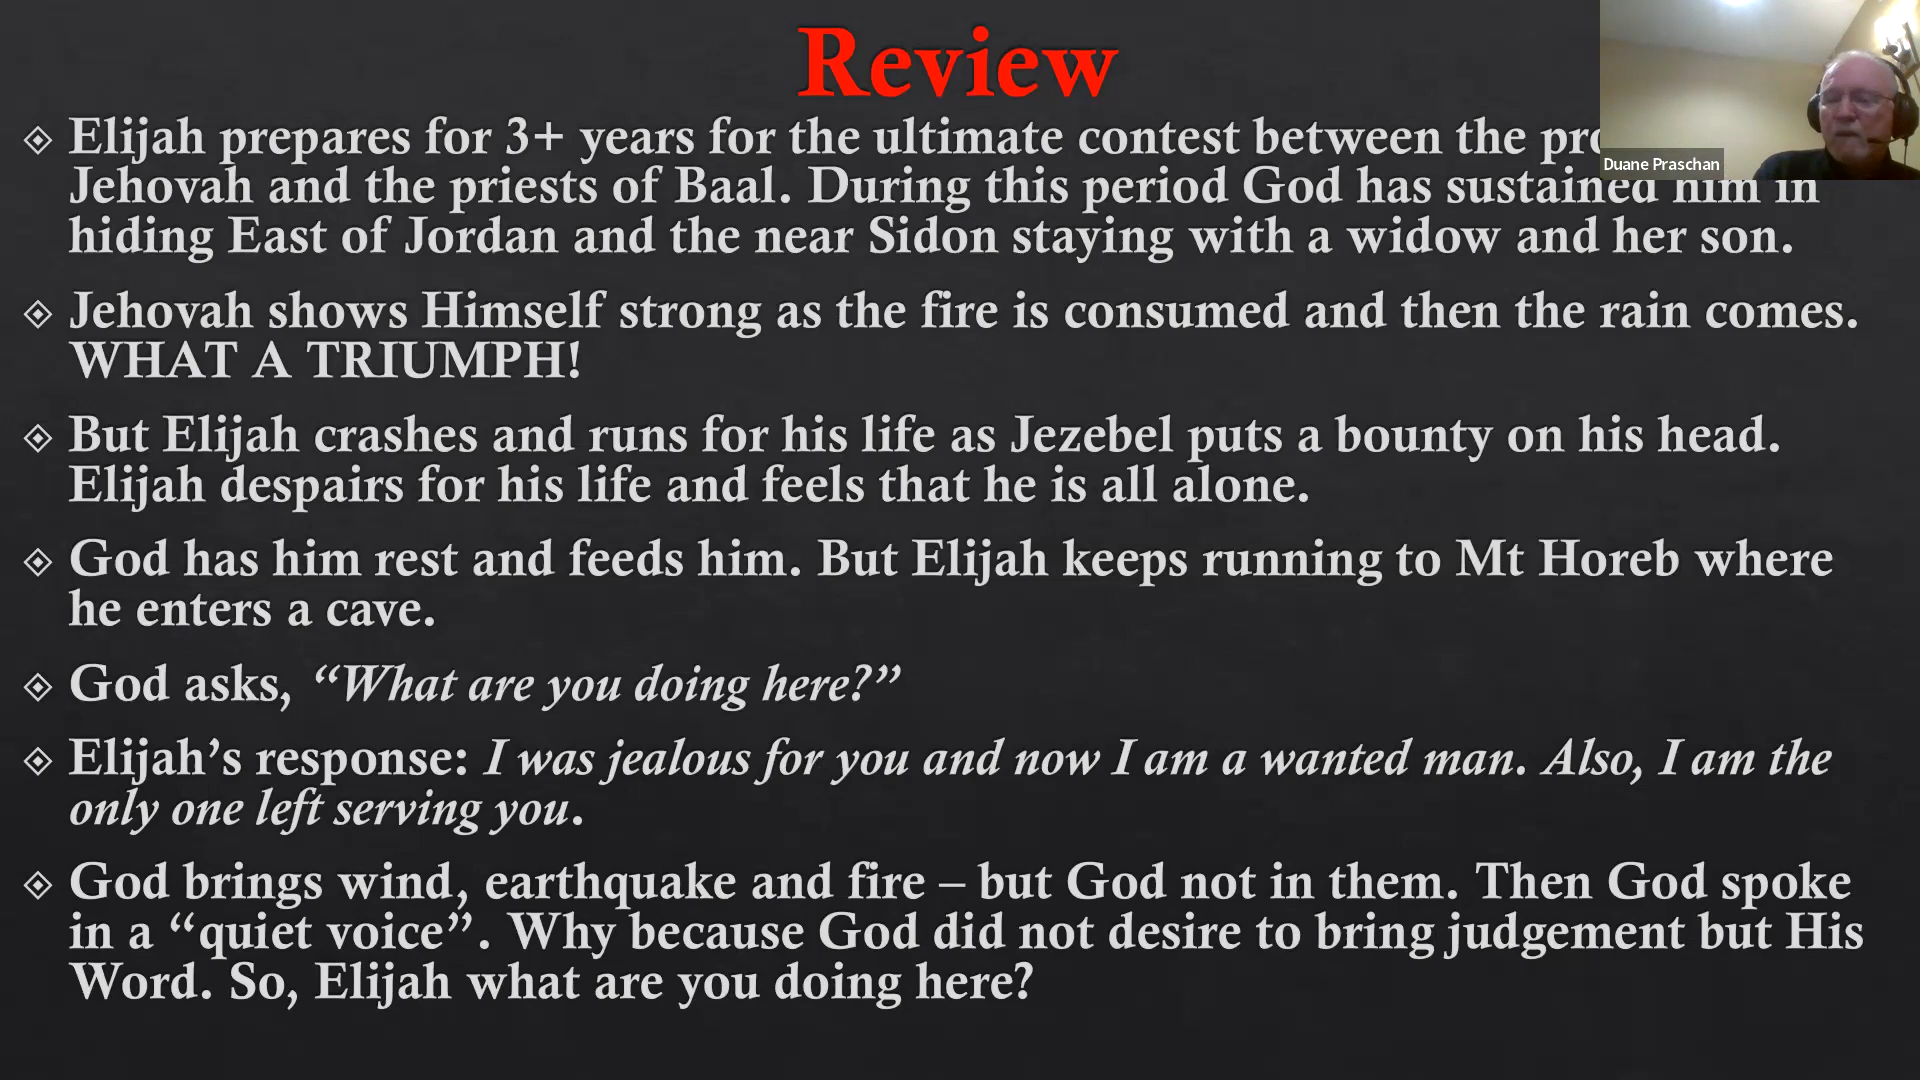 Review
Elijah prepares for 3+ years for the ultimate contest between the
Jehovah and the priests of Baal. During this period God has sustained him in
hiding East of Jordan and the near Sidon staying with a widow and her son.
Jehovah shows Himself strong as the fire is consumed and then the rain comes.
WHAT A TRIUMPH!
But Elijah crashes and runs for his life as Jezebel puts a bounty on his head.
Elijah despairs for his life and feels that he is all alone.
God has him rest and feeds him. But Elijah keeps running to Mt Horeb where
he enters a cave.
God asks, “What are you doing here?”
Elijah’s response: I was jealous for you and now I am a wanted man. Also, I am the
only one left serving you.
God brings wind, earthquake and fire – but God not in them. Then God spoke
in a “quiet voice”. Why because God did not desire to bring judgement but His
Word. So, Elijah what are you doing here?
Duane Praschan